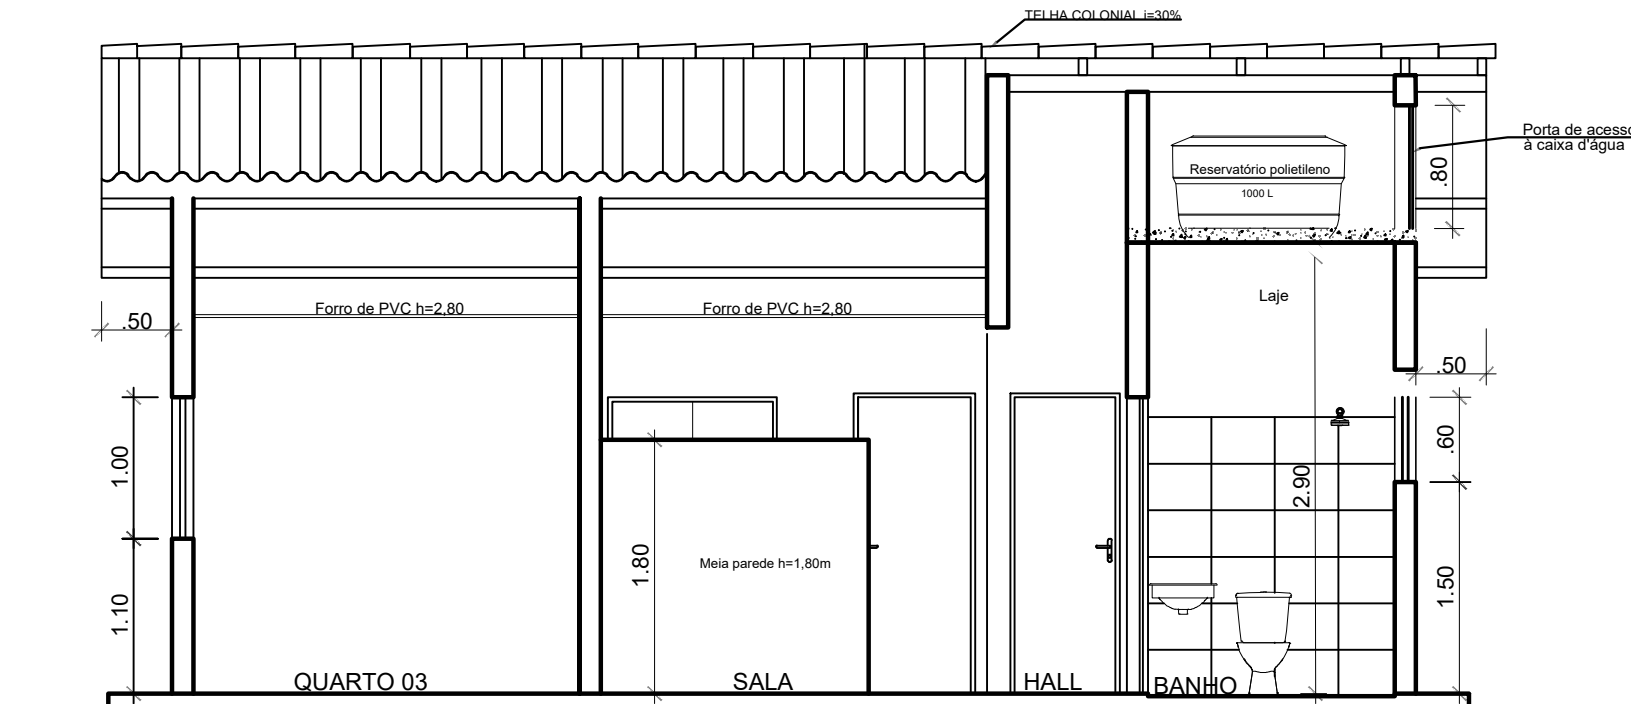 TELHA COLONIAL i=30%
Porta de acesso
à caixa d'água
.80
Reservatório polietileno
1000 L
Laje
Forro de PVC h=2,80
Forro de PVC h=2,80
.50
.50
1.00
.60
2.90
1.80
Meia parede h=1,80m
1.10
1.50
QUARTO 03
SALA
HALL
BANHO